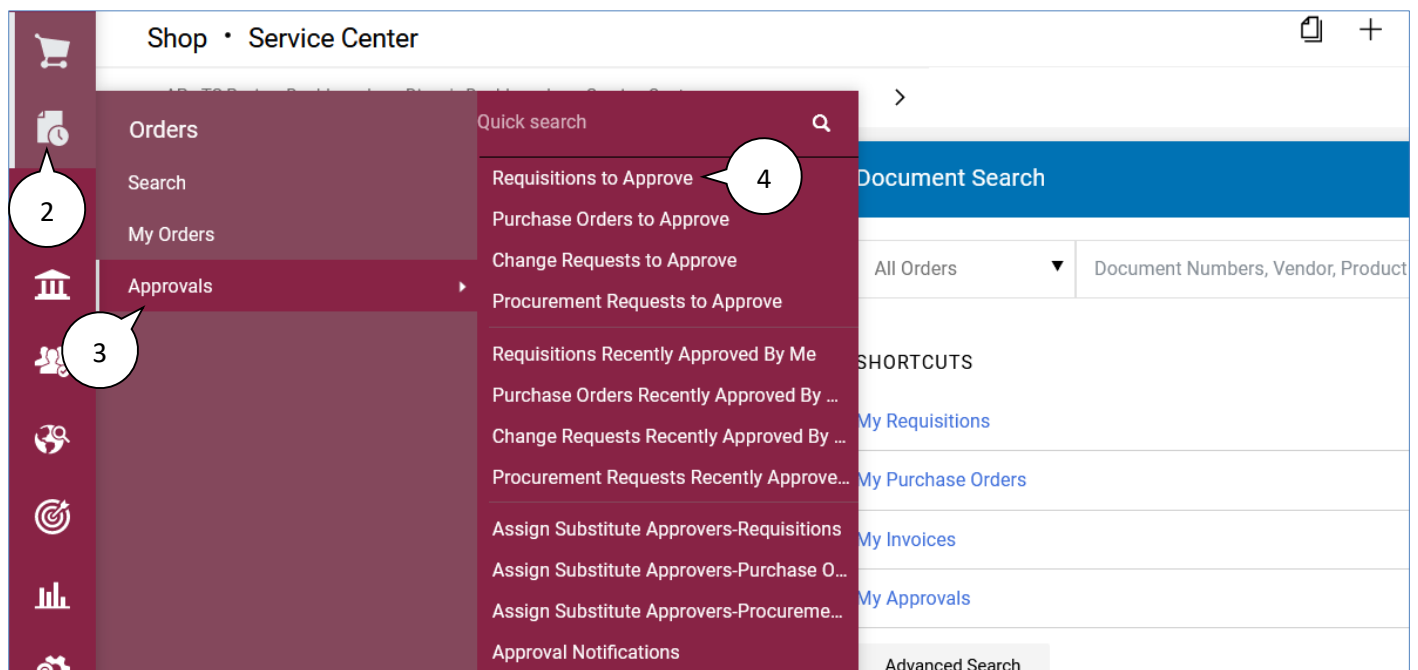 Shop • Service Center
Orders
Search
My Orders
Approvals
2
3
Quick search
Requisitions to Approve
4
Purchase Orders to Approve
Change Requests to Approve
Procurement Requests to Approve
Requisitions Recently Approved By Me
Purchase Orders Recently Approved By ...
Change Requests Recently Approved By ...
Procurement Requests Recently Approve...
Assign Substitute Approvers-Requisitions
Assign Substitute Approvers-Purchase O...
Assign Substitute Approvers-Procureme...
Approval Notifications
Document Search
All Orders
Document Numbers, Vendor, Product
SHORTCUTS
My Requisitions
My Purchase Orders
My Invoices
My Approvals
Advanced Search